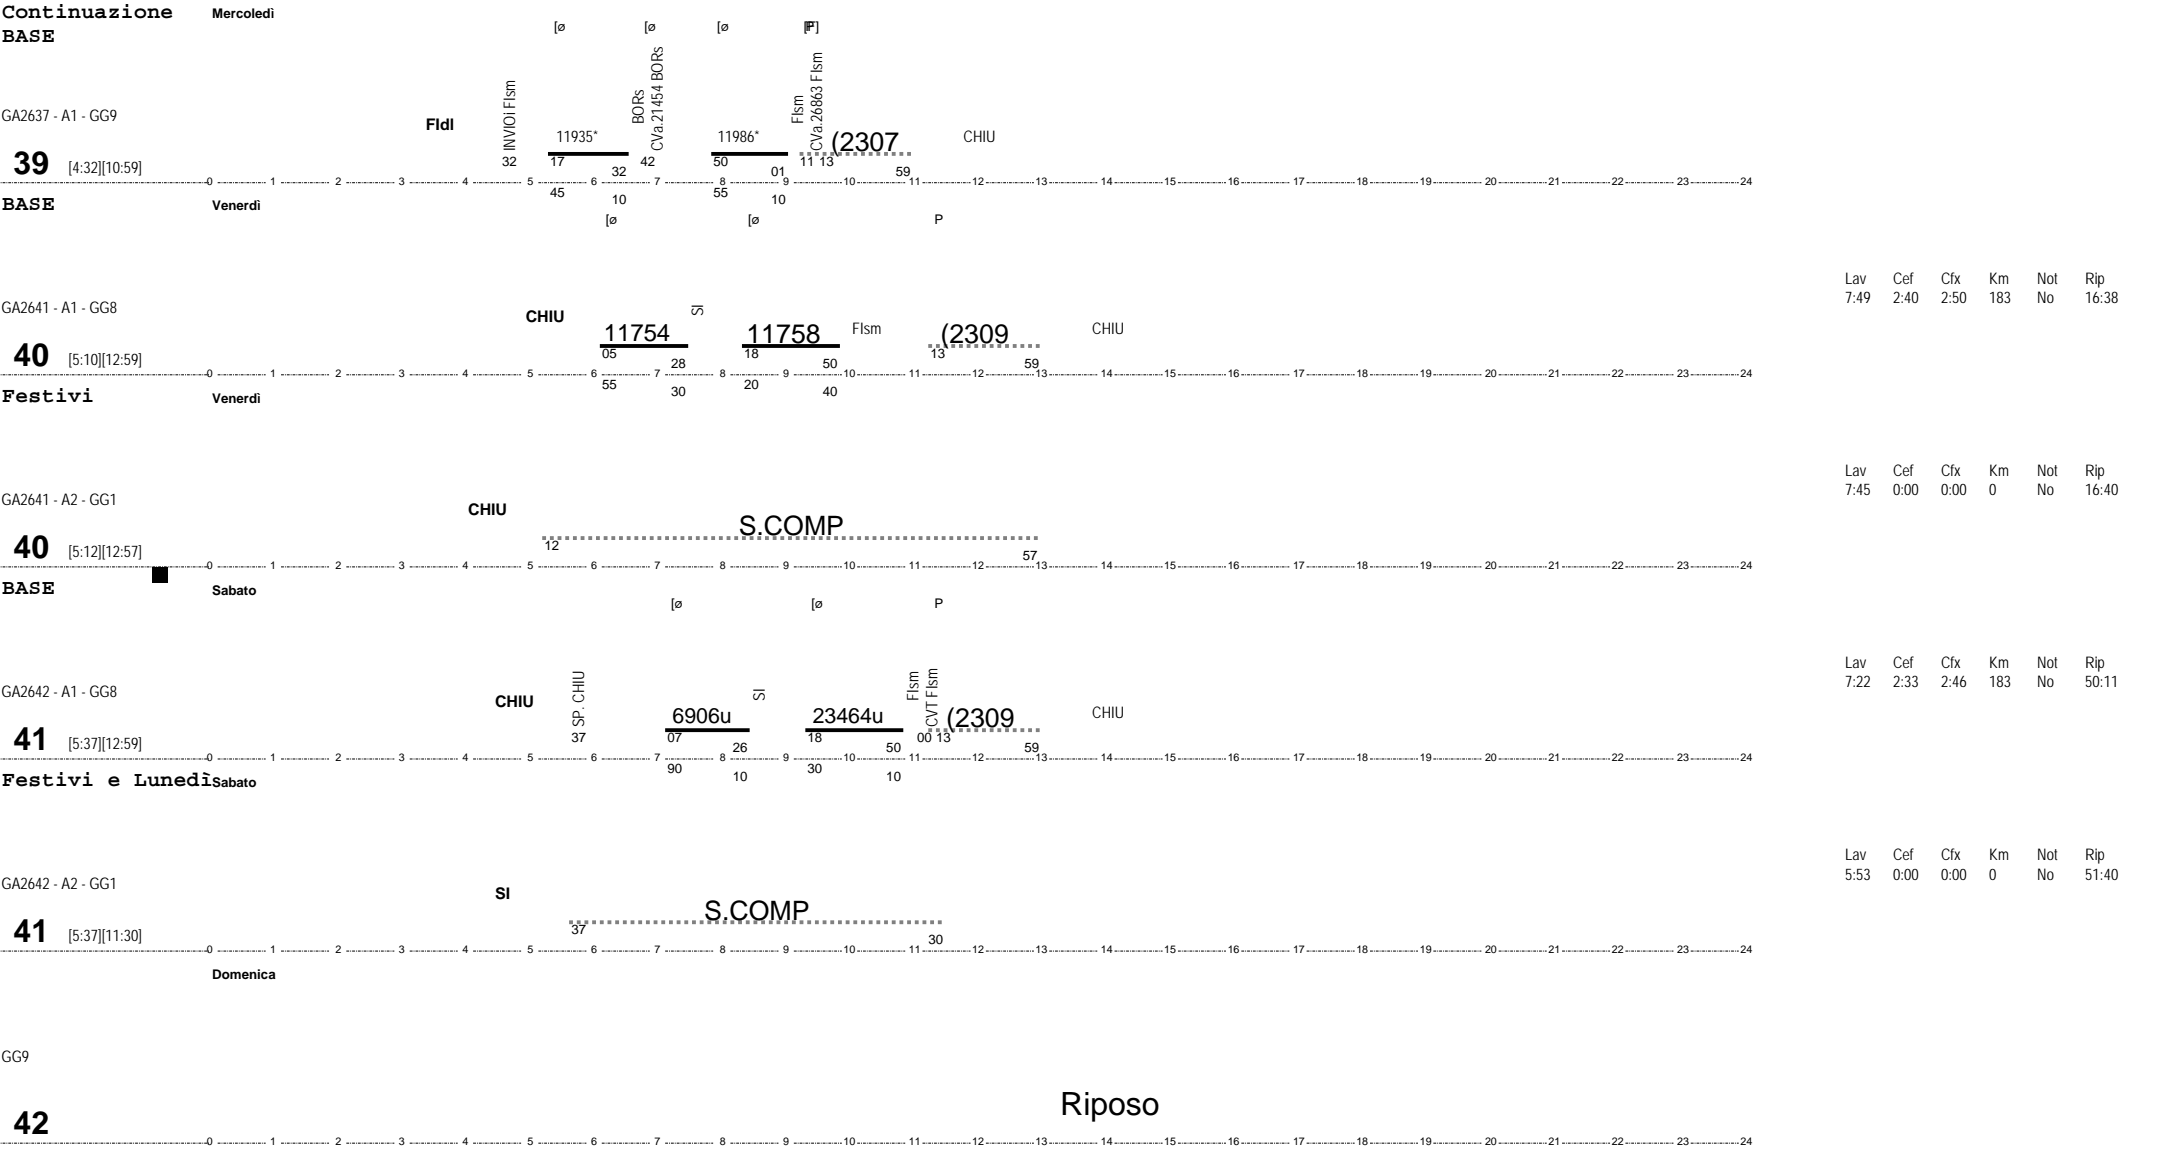 Continuazione Mercoledì
BASE
[ø [ø [ø [P]
INVIOi FIsm BORs CVa.21454 BORs FIsm CVa.26863 FIsm
GA2637 - A1 - GG9
FIdI 11935* 11986* (2307 CHIU
39 [4:32][10:59] 32 17 32 42 50 01 11 13 59
0 1 2 3 4 5 6 7 8 9 10 11 12 13 14 15 16 17 18 19 20 21 22 23 24
45 10 55 10
BASE Venerdì
[ø [ø P
Lav Cef Cfx Km Not Rip
7:49 2:40 2:50 183 No 16:38
GA2641 - A1 - GG8
CHIU 11754 SI 11758 FIsm (2309 CHIU
40 [5:10][12:59] 05 28 18 50 13 59
0 1 2 3 4 5 6 7 8 9 10 11 12 13 14 15 16 17 18 19 20 21 22 23 24
55 30 20 40
Festivi Venerdì
Lav Cef Cfx Km Not Rip
7:45 0:00 0:00 0 No 16:40
GA2641 - A2 - GG1
CHIU S.COMP
40 [5:12][12:57] 12 57
0 1 2 3 4 5 6 7 8 9 10 11 12 13 14 15 16 17 18 19 20 21 22 23 24
BASE Sabato
[ø [ø P
Lav Cef Cfx Km Not Rip
7:22 2:33 2:46 183 No 50:11
GA2642 - A1 - GG8
CHIU SP. CHIU 6906u SI 23464u FIsm CVT FIsm (2309 CHIU
41 [5:37][12:59] 37 07 26 18 50 00 13 59
0 1 2 3 4 5 6 7 8 9 10 11 12 13 14 15 16 17 18 19 20 21 22 23 24
90 10 30 10
Festivi e Lunedì Sabato
Lav Cef Cfx Km Not Rip
5:53 0:00 0:00 0 No 51:40
GA2642 - A2 - GG1
SI S.COMP
41 [5:37][11:30] 37 30
0 1 2 3 4 5 6 7 8 9 10 11 12 13 14 15 16 17 18 19 20 21 22 23 24
Domenica
GG9
Riposo
42
0 1 2 3 4 5 6 7 8 9 10 11 12 13 14 15 16 17 18 19 20 21 22 23 24